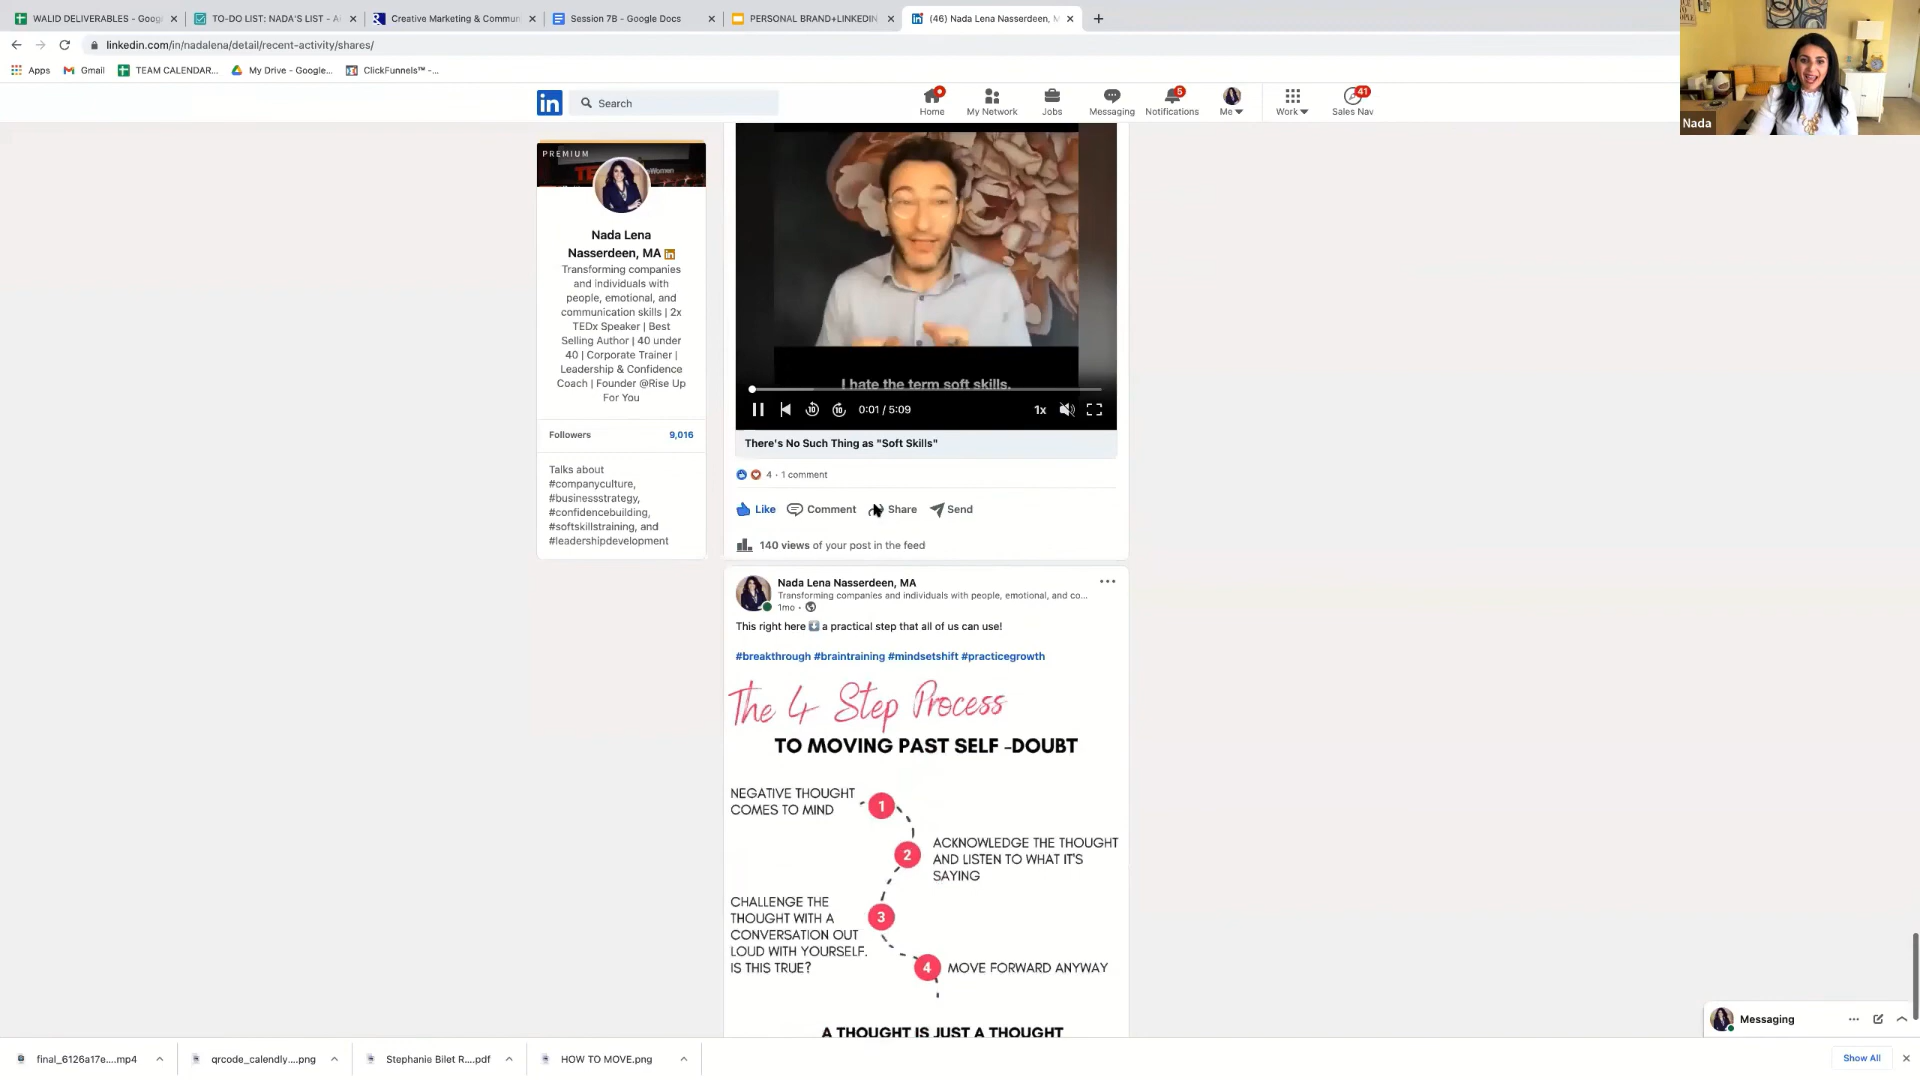 WALID DELIVERABLES - Goog
TO-DO LIST: NADA'S LIST - A
Creative Marketing & Commun
Session 7B - Google Docs
PERSONAL BRAND+LINKEDIN
(46) Nada Lena Nasserdeen, M
linkedin.com/in/nadalena/detail/recent-activity/shares/
Apps
Gmail
TEAM CALENDAR...
My Drive - Google...
ClickFunnels™ -...
in
Search
Home
My Network
Jobs
Messaging
5
Notifications
Me
Work
41
Sales Nav
Nada
PREMIUM
Nada Lena
Nasserdeen, MA in
Transforming companies
and individuals with
people, emotional, and
communication skills | 2x
TEDx Speaker | Best
Selling Author | 40 under
40 | Corporate Trainer |
Leadership & Confidence
Coach | Founder @Rise Up
For You
Followers 9,016
Talks about
#companyculture,
#businessstrategy,
#confidencebuilding,
#softskillstraining, and
#leadershipdevelopment
I hate the term soft skills.
10
10
0:01 / 5:09
1x
There's No Such Thing as "Soft Skills"
4 · 1 comment
Like
Comment
Share
Send
140 views of your post in the feed
Nada Lena Nasserdeen, MA
Transforming companies and individuals with people, emotional, and co...
1mo ·
This right here ⬇️ a practical step that all of us can use!
#breakthrough #braintraining #mindsetshift #practicegrowth
The 4 Step Process
TO MOVING PAST SELF -DOUBT
NEGATIVE THOUGHT
COMES TO MIND
1
2
ACKNOWLEDGE THE THOUGHT
AND LISTEN TO WHAT IT'S
SAYING
CHALLENGE THE
THOUGHT WITH A
CONVERSATION OUT
LOUD WITH YOURSELF.
IS THIS TRUE?
3
4
MOVE FORWARD ANYWAY
A THOUGHT IS JUST A THOUGHT
Messaging
final_6126a17e....mp4
qrcode_calendly....png
Stephanie Bilet R....pdf
HOW TO MOVE.png
Show All